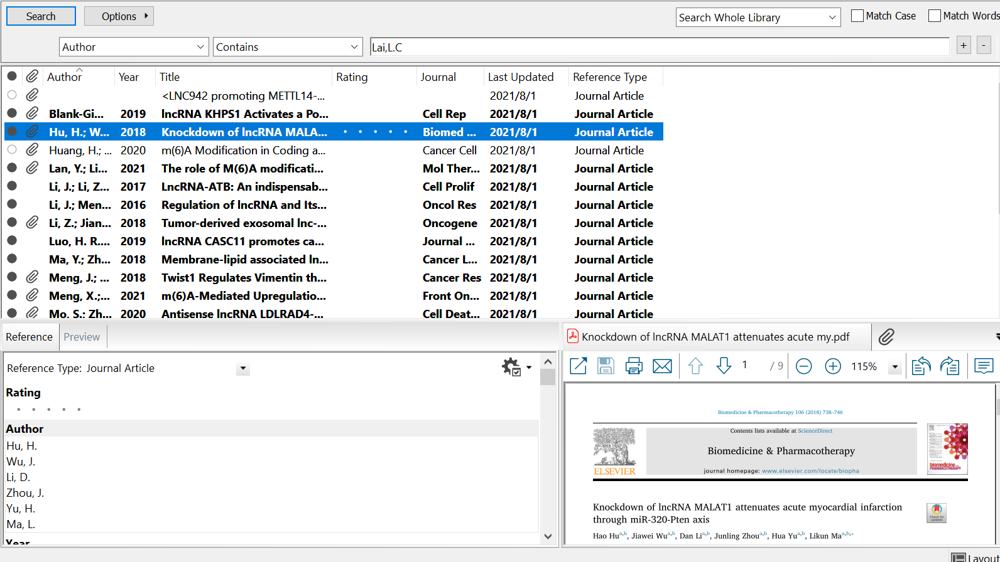 Search Options Search Whole Library Match Case Match Words
Author Contains Lai,L.C + -
Author Year Title Rating Journal Last Updated Reference Type
<LNC942 promoting METTL14-... 2021/8/1 Journal Article
Blank-Gi... 2019 lncRNA KHPS1 Activates a Po... Cell Rep 2021/8/1 Journal Article
Hu, H.; W... 2018 Knockdown of lncRNA MALA... Biomed ... 2021/8/1 Journal Article
Huang, H.; ... 2020 m(6)A Modification in Coding a... Cancer Cell 2021/8/1 Journal Article
Lan, Y.; Li... 2021 The role of M(6)A modificati... Mol Ther... 2021/8/1 Journal Article
Li, J.; Li, Z... 2017 LncRNA-ATB: An indispensab... Cell Prolif 2021/8/1 Journal Article
Li, J.; Men... 2016 Regulation of lncRNA and Its... Oncol Res 2021/8/1 Journal Article
Li, Z.; Jian... 2018 Tumor-derived exosomal lnc-... Oncogene 2021/8/1 Journal Article
Luo, H. R.... 2019 lncRNA CASC11 promotes ca... Journal ... 2021/8/1 Journal Article
Ma, Y.; Zh... 2018 Membrane-lipid associated ln... Cancer L... 2021/8/1 Journal Article
Meng, J.; ... 2018 Twist1 Regulates Vimentin th... Cancer Res 2021/8/1 Journal Article
Meng, X.;... 2021 m(6)A-Mediated Upregulatio... Front On... 2021/8/1 Journal Article
Mo, S.; Zh... 2020 Antisense lncRNA LDLRAD4-... Cell Deat... 2021/8/1 Journal Article
Reference Preview
Reference Type: Journal Article
Rating
Author
Hu, H.
Wu, J.
Li, D.
Zhou, J.
Yu, H.
Ma, L.
Year
Knockdown of lncRNA MALAT1 attenuates acute my.pdf
1 / 9 115%
Biomedicine & Pharmacotherapy 106 (2018) 738–746
Contents lists available at ScienceDirect
Biomedicine & Pharmacotherapy
journal homepage: www.elsevier.com/locate/biopha
ELSEVIER
biomedicine
PHARMACOTHERAPY
Knockdown of lncRNA MALAT1 attenuates acute myocardial infarction
through miR-320-Pten axis
Check for
updates
Hao Hu a,b, Jiawei Wu a,b, Dan Li a,b, Junling Zhou a,b, Hua Yu a,b, Likun Ma a,b,*
Layout